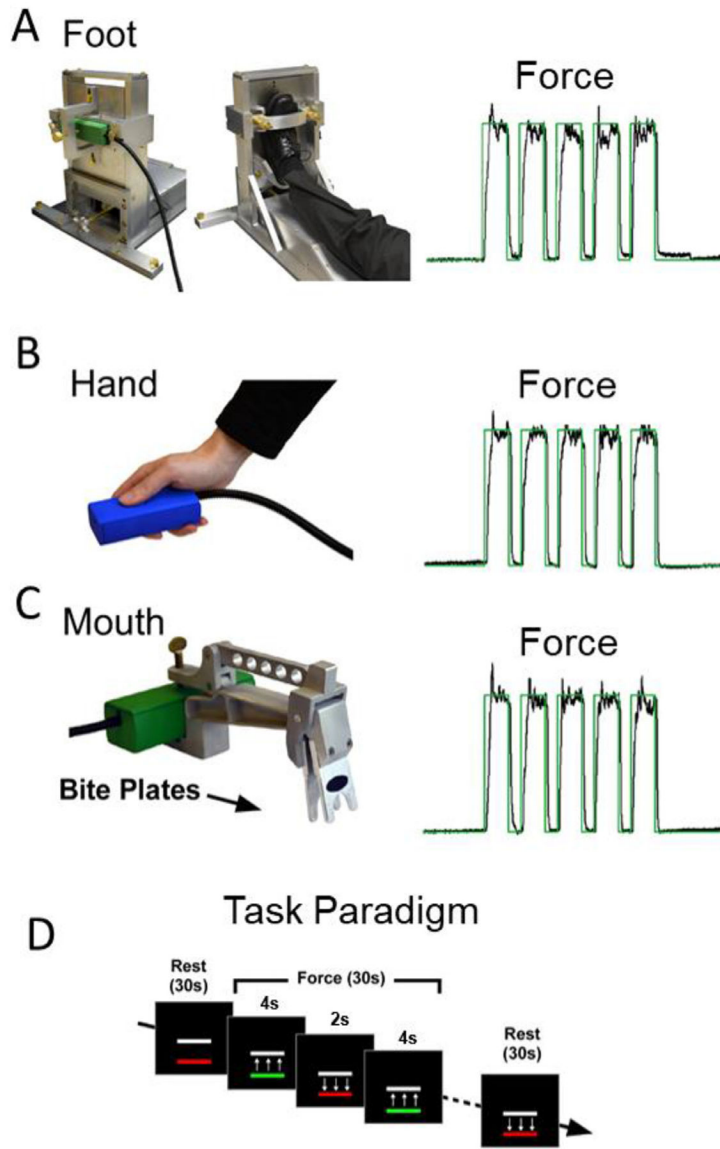 A
Foot
Force
B
Hand
Force
C
Mouth
Force
Bite Plates
Task Paradigm
D
Rest
(30s)
Force (30s)
4s
2s
4s
Rest
(30s)